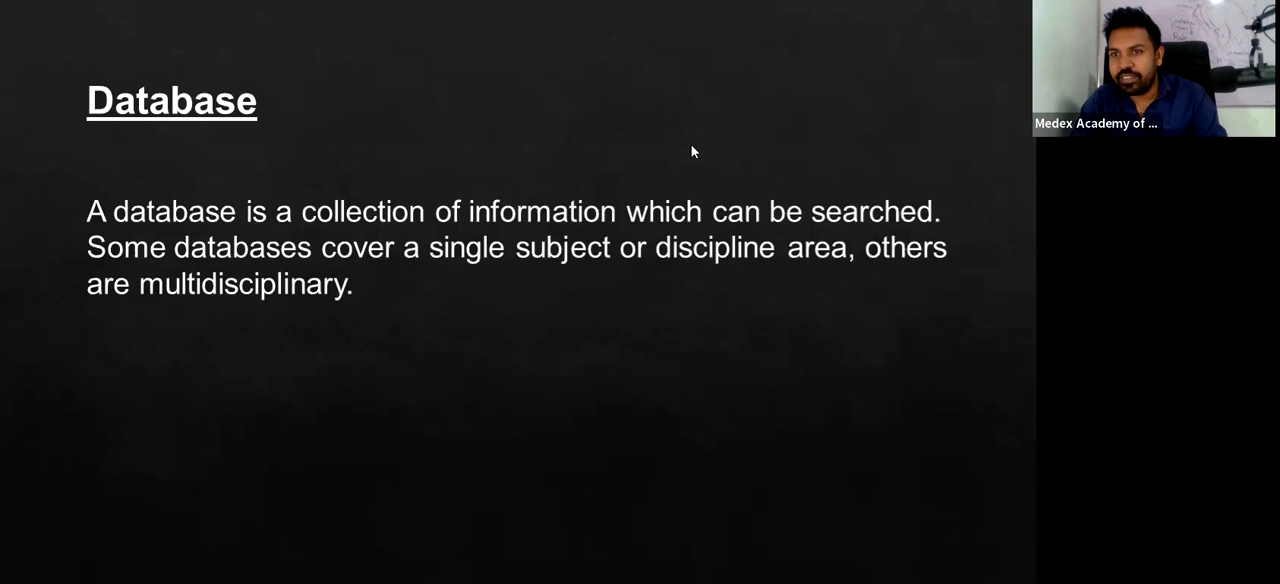 Database
A database is a collection of information which can be searched.
Some databases cover a single subject or discipline area, others
are multidisciplinary.
Medex Academy of ...